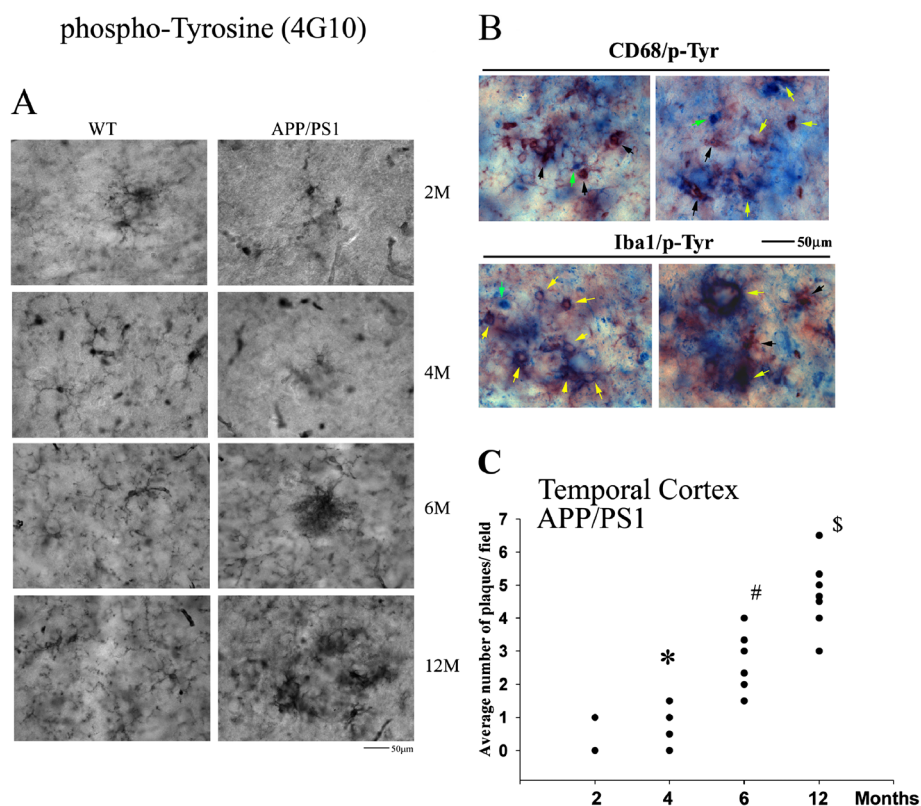 phospho-Tyrosine (4G10)
A
WT APP/PS1
2M
4M
6M
12M
50µm
B
CD68/p-Tyr
Iba1/p-Tyr
50µm
C
Temporal Cortex
APP/PS1
Average number of plaques/ field
7
6
5
4
3
2
1
0
*
#
$
2 4 6 12 Months